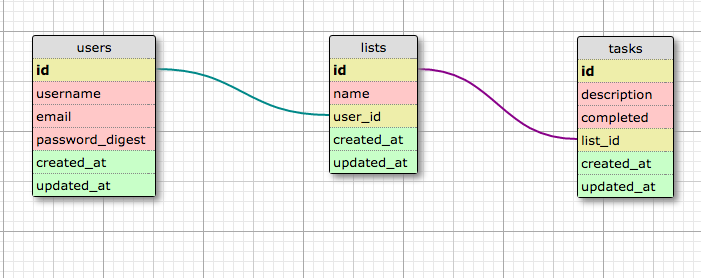 users
id
username
email
password_digest
created_at
updated_at
lists
id
name
user_id
created_at
updated_at
tasks
id
description
completed
list_id
created_at
updated_at